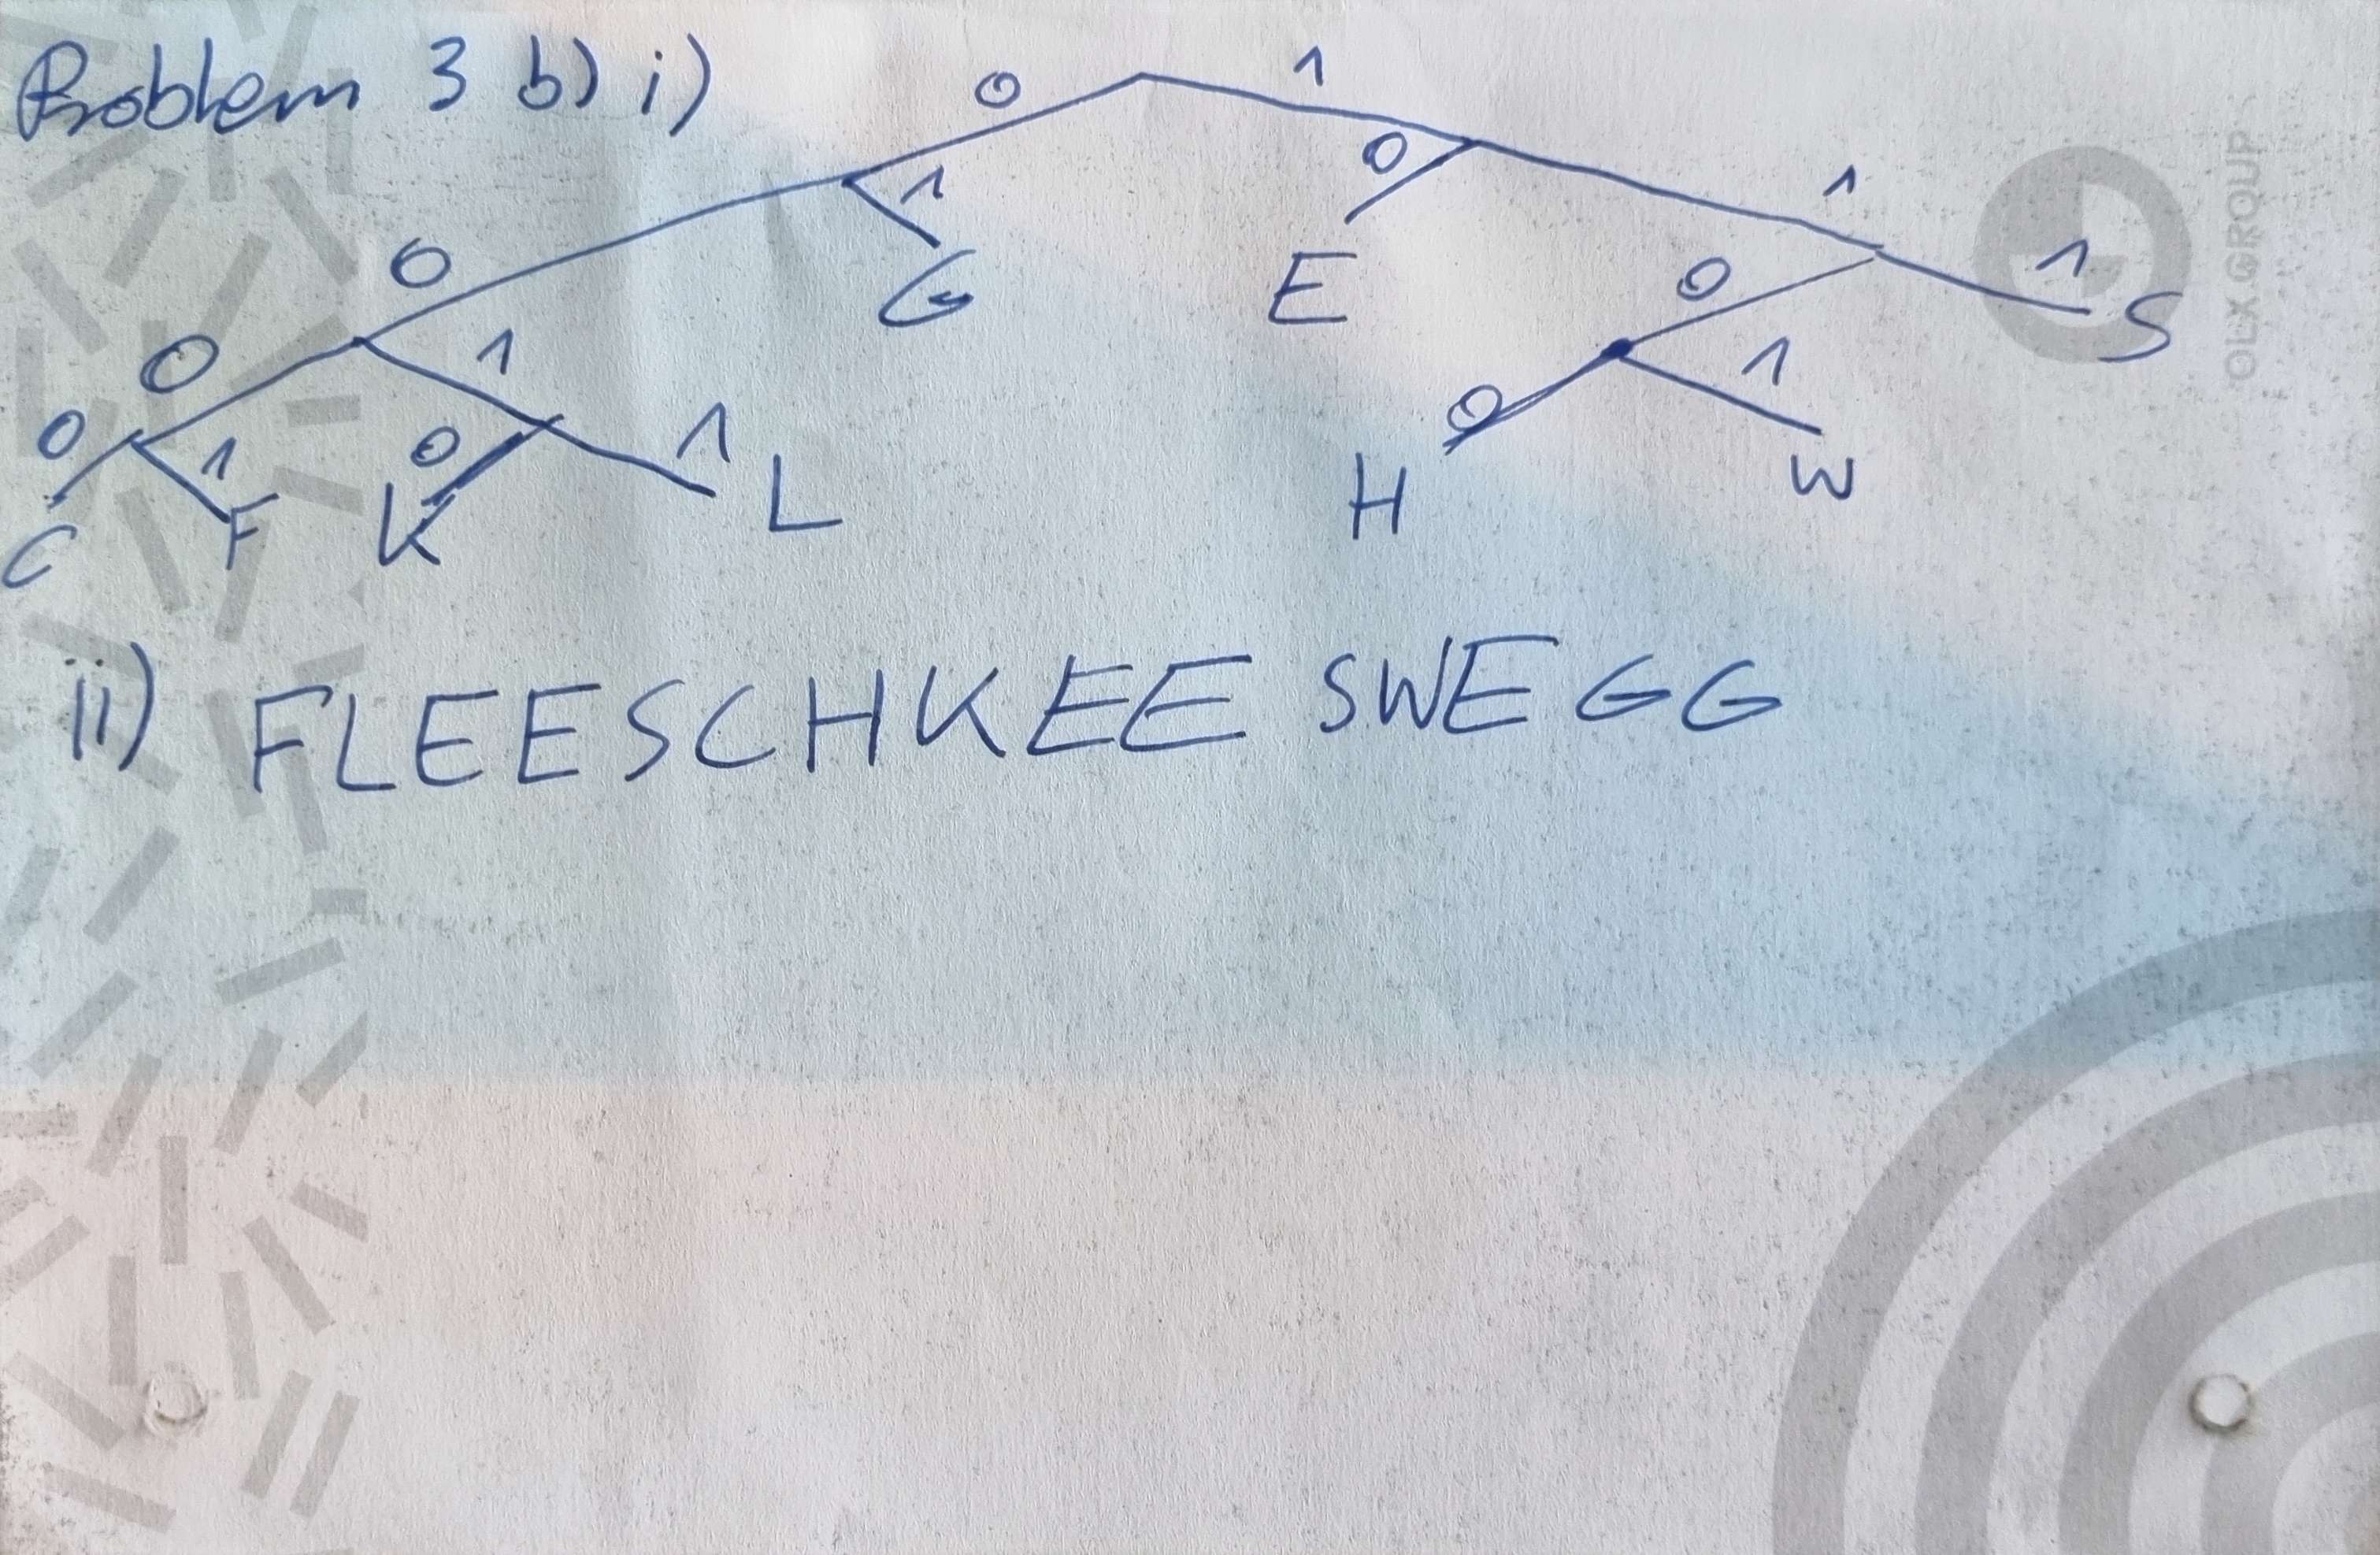 Problem 3 b) i)
0 1
0 1 0 1
0 1 G E 0 1 S
0 1 0 1 0 1
C F K L H W
ii) FLEESCHKEE SWEGG
OLX GROUP